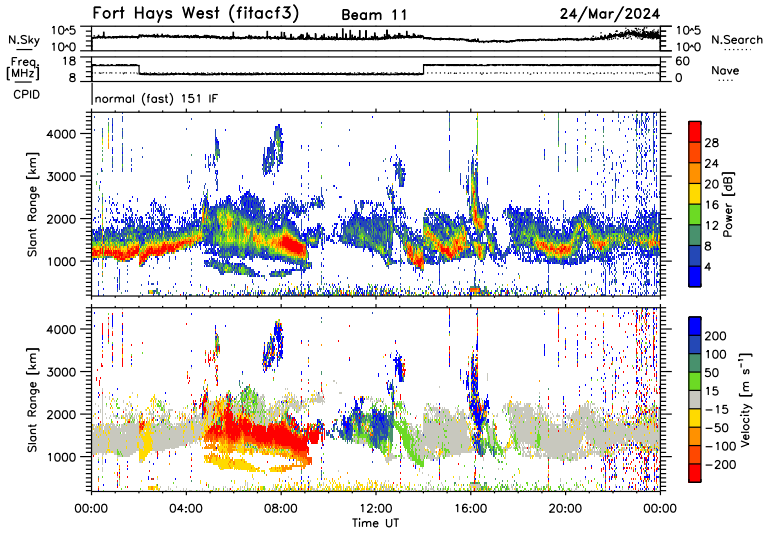 Fort Hays West (fitacf3) Beam 11 24/Mar/2024
N.Sky 10^5 10^0 10^5 10^0 N.Search
Freq. [MHz] 18 8 60 0 Nave
CPID normal (fast) 151 IF
Slant Range [km]
4000
3000
2000
1000
28
24
20
16
12
8
4
Power [dB]
Slant Range [km]
4000
3000
2000
1000
200
100
50
15
-15
-50
-100
-200
Velocity [m s⁻¹]
00:00 04:00 08:00 12:00 16:00 20:00 00:00
Time UT